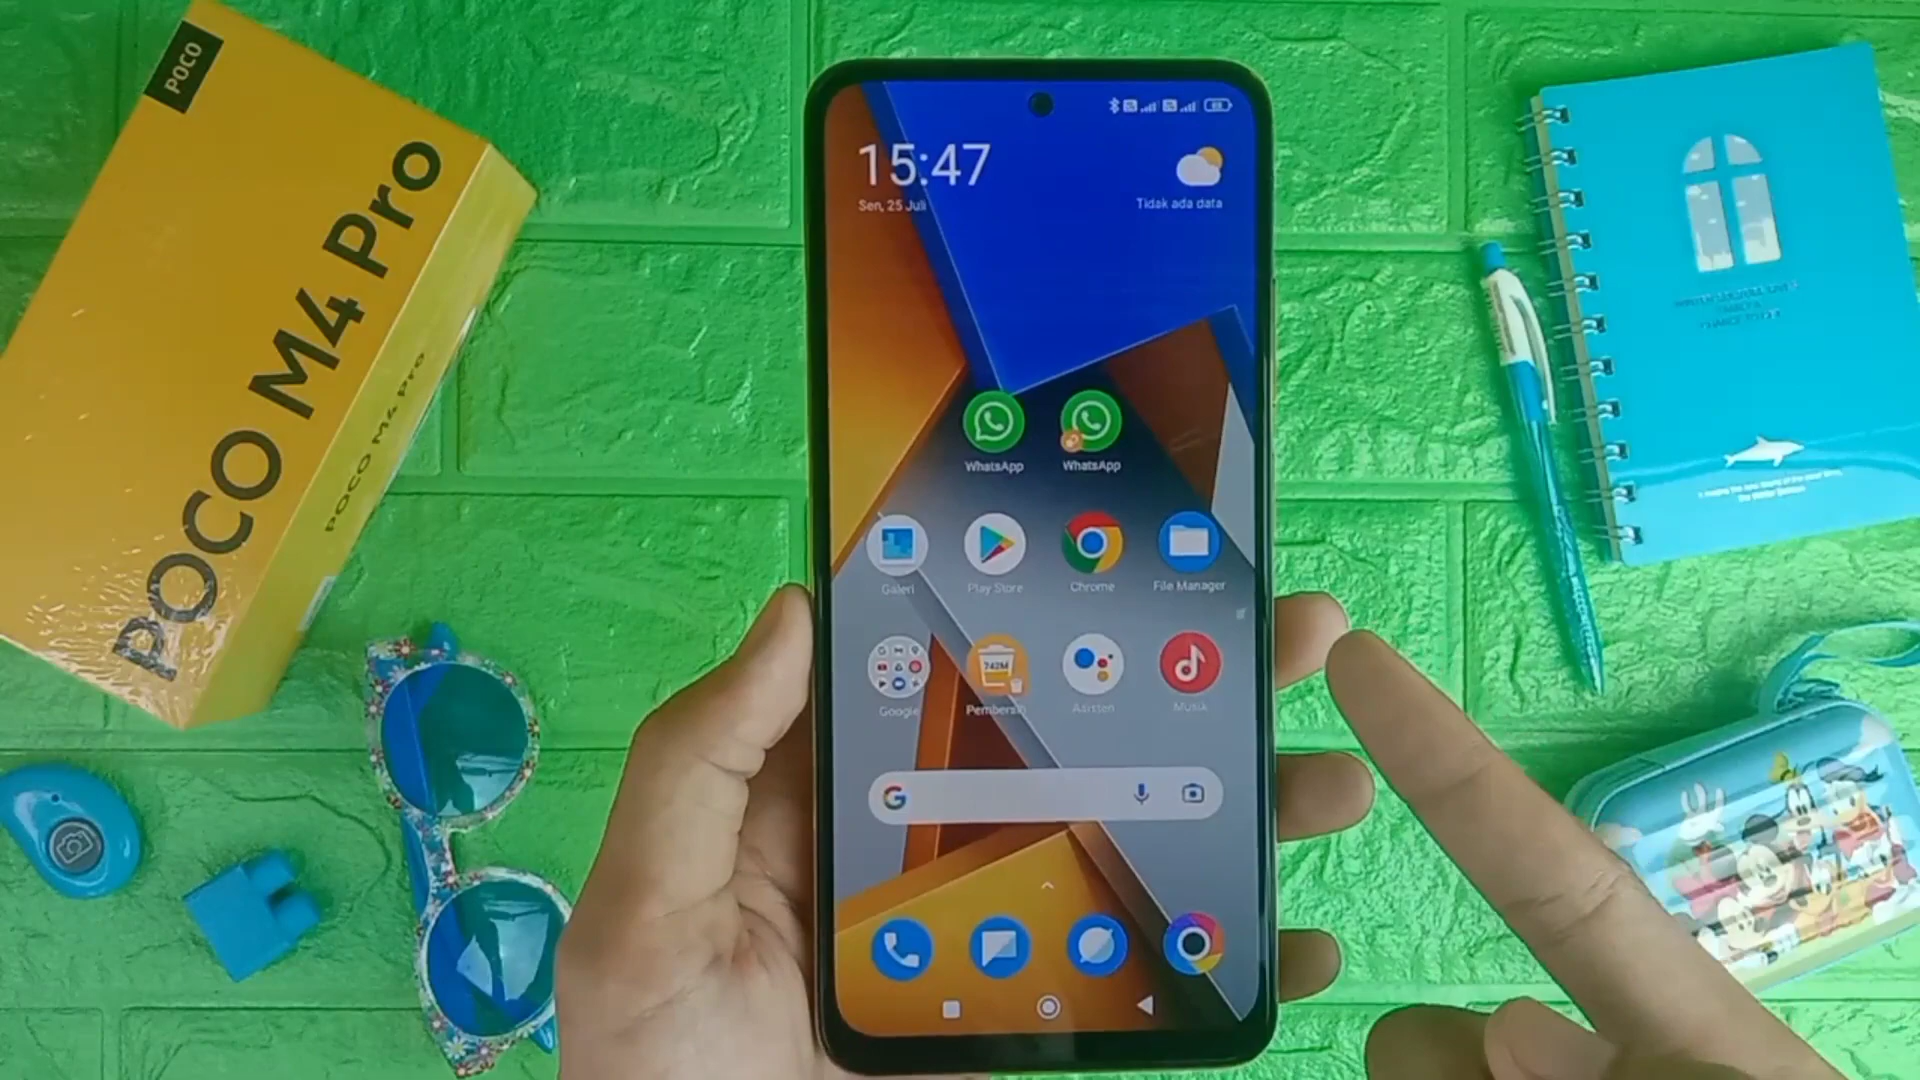 POCO
POCO M4 Pro
POCO M4 Pro
15:47
Sen, 25 Juli
Tidak ada data
WhatsApp
WhatsApp
Galeri
Play Store
Chrome
File Manager
742M
Google
Pembersih
Asisten
Musik